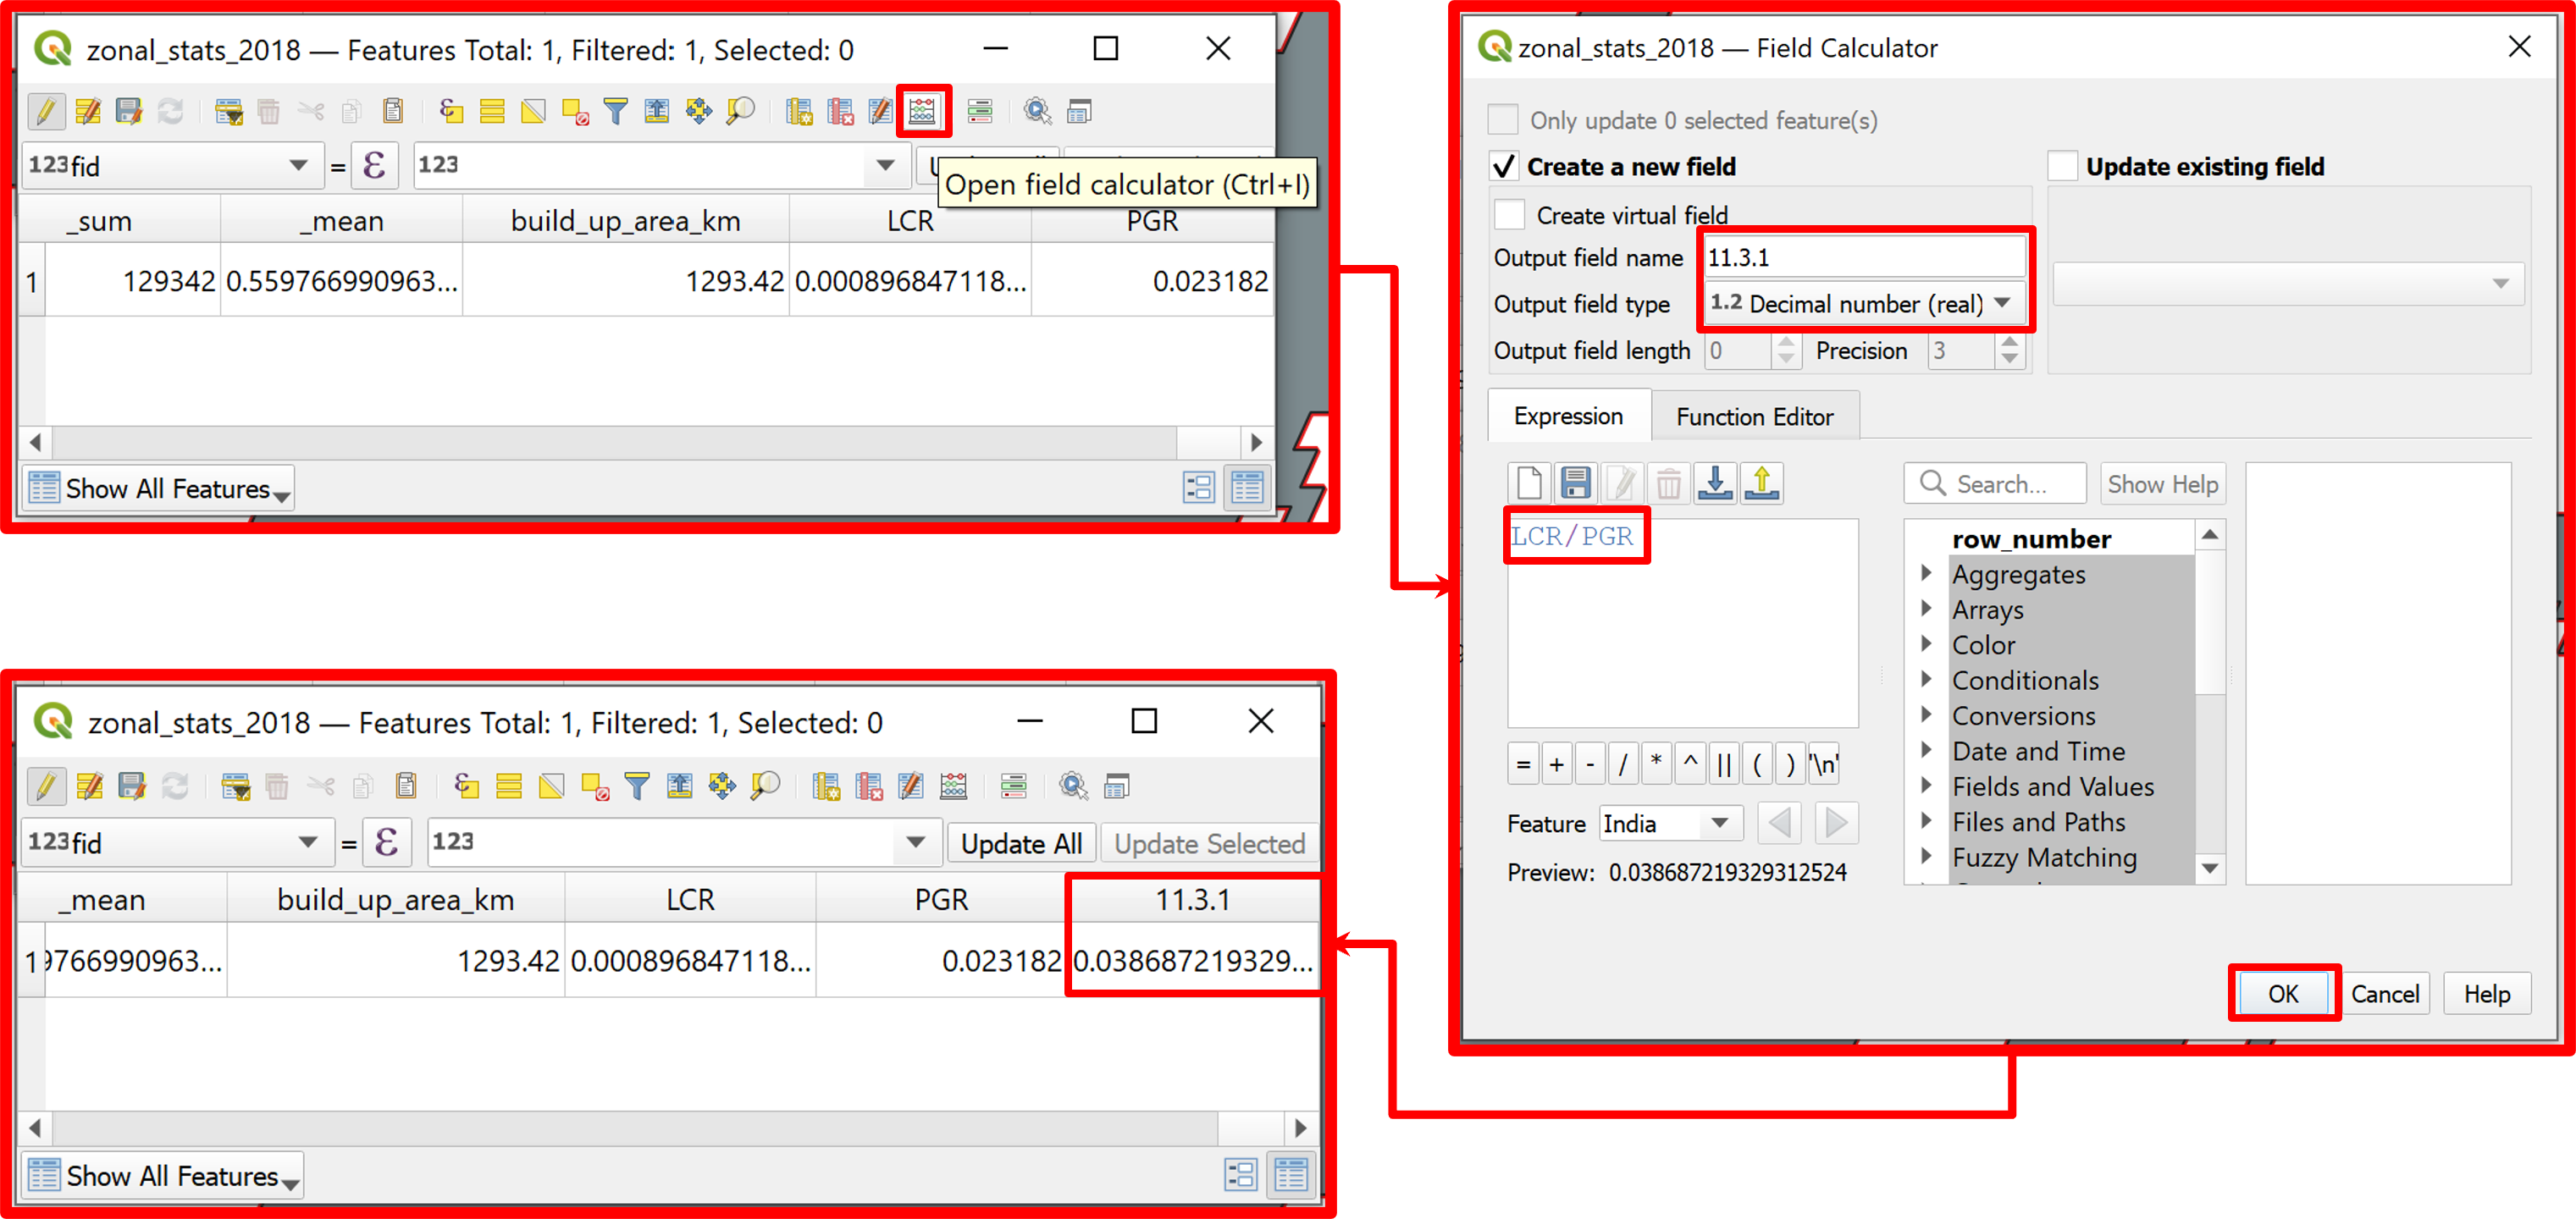 zonal_stats_2018 — Features Total: 1, Filtered: 1, Selected: 0
123 fid = ε 123
Open field calculator (Ctrl+I)
_sum _mean build_up_area_km LCR PGR
1 129342 0.559766990963... 1293.42 0.000896847118... 0.023182
Show All Features
zonal_stats_2018 — Field Calculator
Only update 0 selected feature(s)
Create a new field Update existing field
Create virtual field
Output field name 11.3.1
Output field type 1.2 Decimal number (real)
Output field length 0 Precision 3
Expression Function Editor
Search... Show Help
LCR/PGR
row_number
Aggregates
Arrays
Color
Conditionals
Conversions
Date and Time
Fields and Values
Files and Paths
Fuzzy Matching
= + - / * ^ || ( ) '\n'
Feature India
Preview: 0.038687219329312524
OK Cancel Help
zonal_stats_2018 — Features Total: 1, Filtered: 1, Selected: 0
123 fid = ε 123 Update All Update Selected
_mean build_up_area_km LCR PGR 11.3.1
1 9766990963... 1293.42 0.000896847118... 0.023182 0.038687219329...
Show All Features